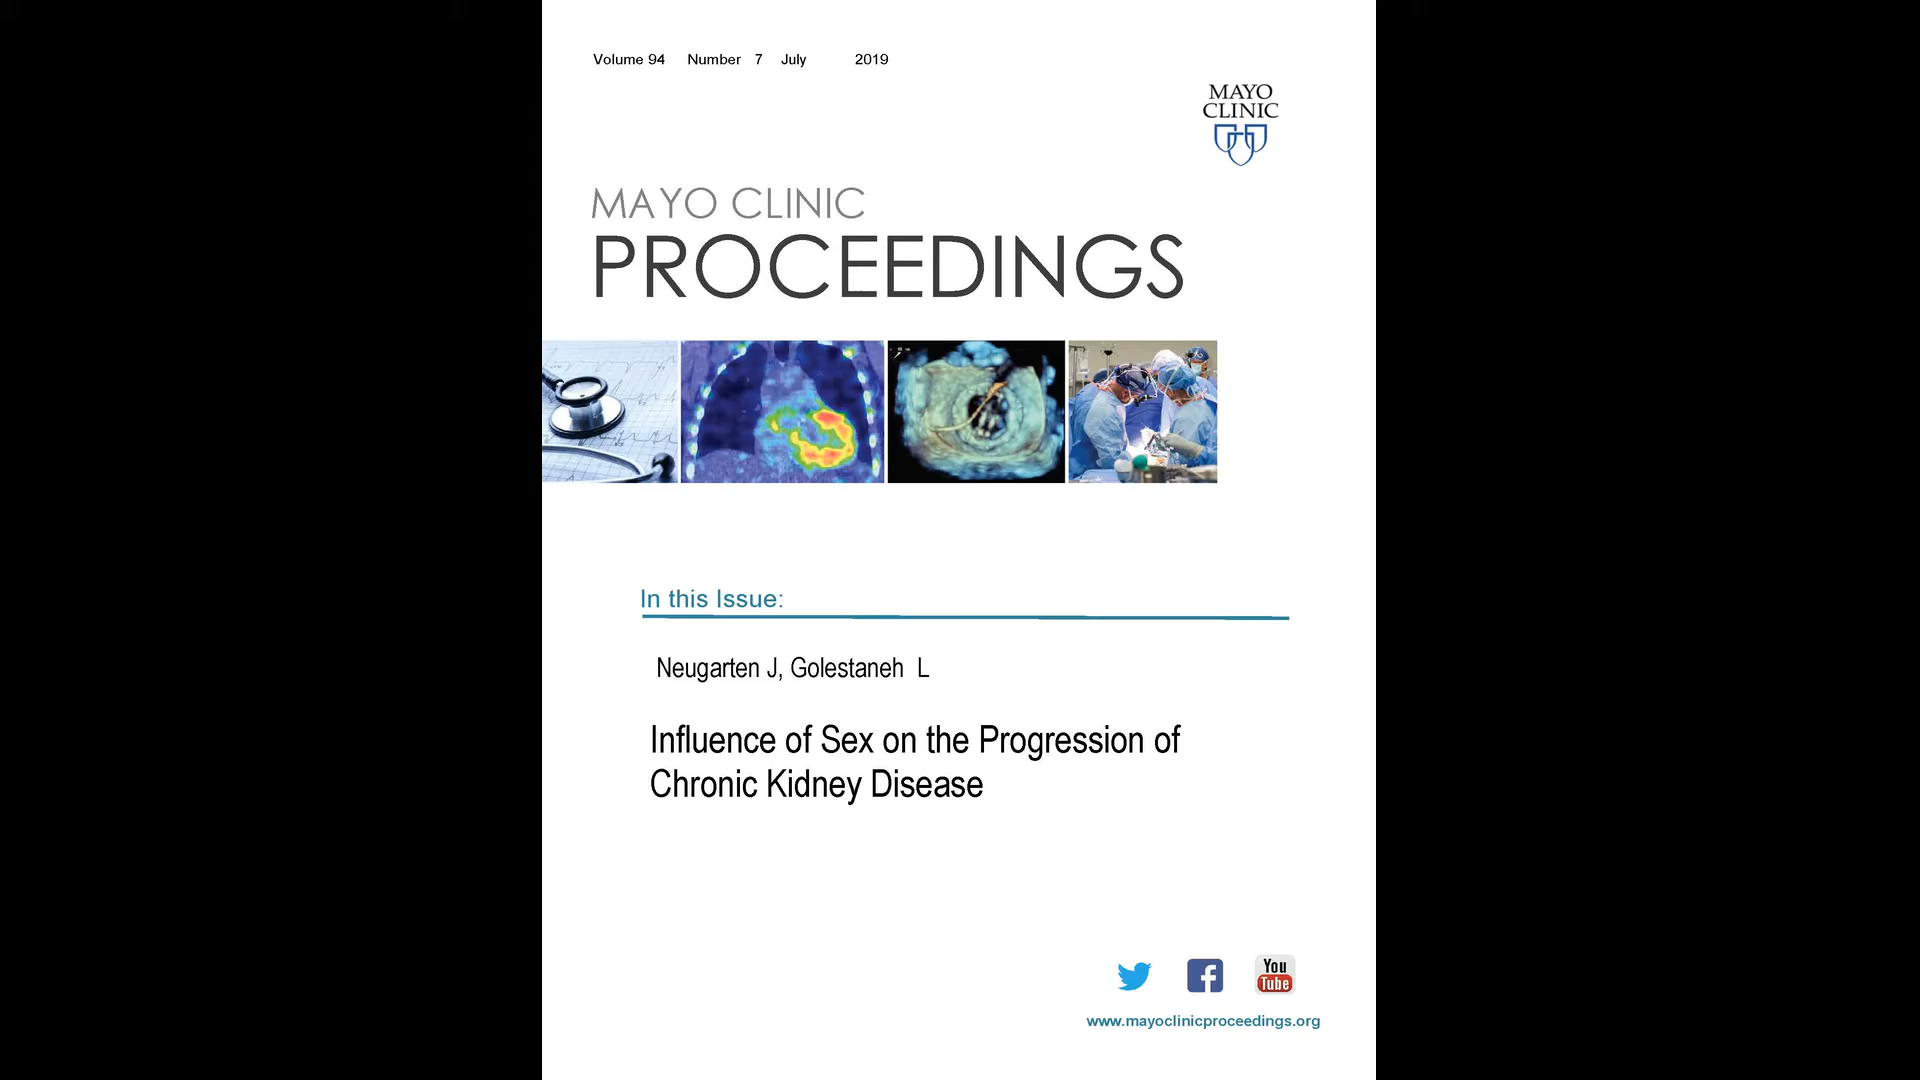 Volume 94 Number 7 July 2019
MAYO
CLINIC
MAYO CLINIC
PROCEEDINGS
In this Issue:
Neugarten J, Golestaneh L
Influence of Sex on the Progression of
Chronic Kidney Disease
You
Tube
www.mayoclinicproceedings.org